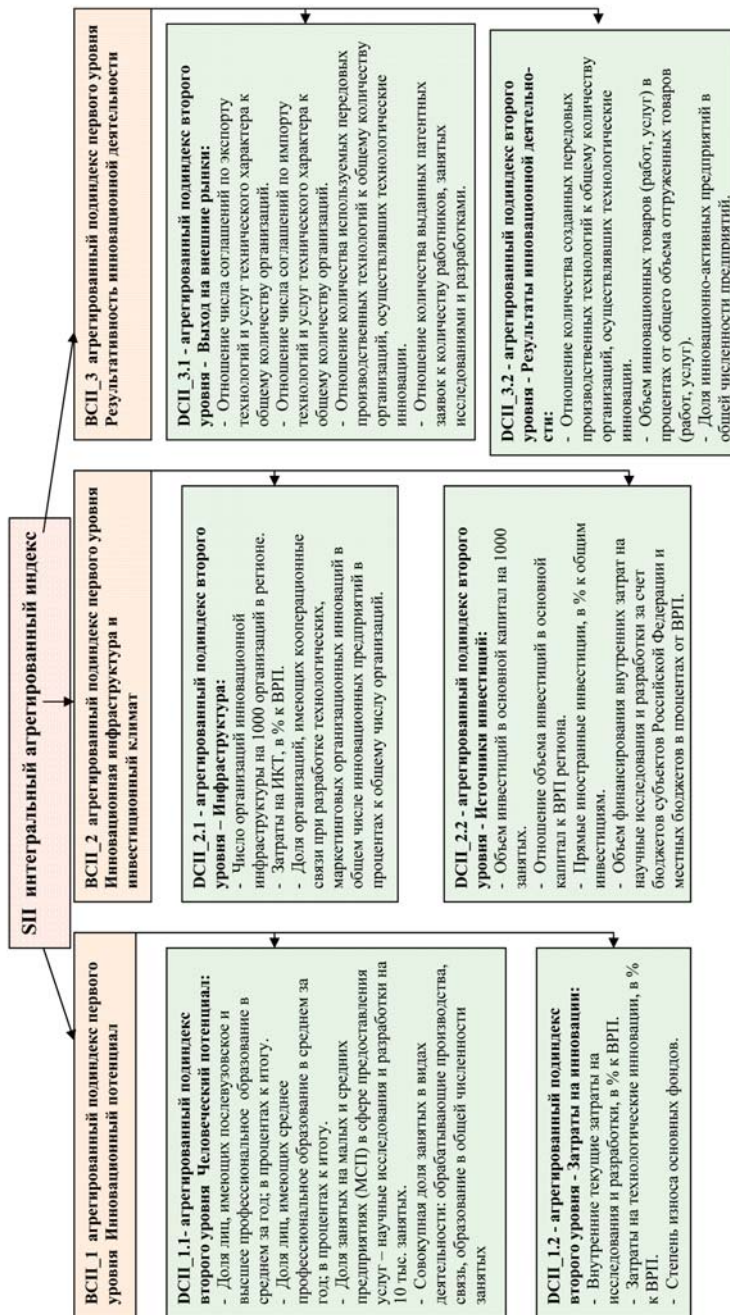 SII интегральный агрегированный индекс
BCII_1 агрегированный подиндекс первого
уровня Инновационный потенциал
DCII_1.1- агрегированный подиндекс
второго уровня Человеческий потенциал:
- Доля лиц, имеющих послевузовское и
высшее профессиональное образование в
среднем за год; в процентах к итогу.
- Доля лиц, имеющих среднее
профессиональное образование в среднем за
год; в процентах к итогу.
- Доля занятых на малых и средних
предприятиях (МСП) в сфере предоставления
услуг – научные исследования и разработки на
10 тыс. занятых.
- Совокупная доля занятых в видах
деятельности: обрабатывающие производства,
связь, образование в общей численности
занятых
DCII_1.2 - агрегированный подиндекс
второго уровня - Затраты на инновации:
- Внутренние текущие затраты на
исследования и разработки, в % к ВРП.
- Затраты на технологические инновации, в %
к ВРП.
- Степень износа основных фондов.
BCII_2 агрегированный подиндекс первого уровня
Инновационная инфраструктура и
инвестиционный климат
DCII_2.1 - агрегированный подиндекс второго
уровня – Инфраструктура:
- Число организаций инновационной
инфраструктуры на 1000 организаций в регионе.
- Затраты на ИКТ, в % к ВРП.
- Доля организаций, имеющих кооперационные
связи при разработке технологических,
маркетинговых организационных инноваций в
общем числе инновационных предприятий в
процентах к общему числу организаций.
DCII_2.2 - агрегированный подиндекс второго
уровня - Источники инвестиций:
- Объем инвестиций в основной капитал на 1000
занятых.
- Отношение объема инвестиций в основной
капитал к ВРП региона.
- Прямые иностранные инвестиции, в % к общим
инвестициям.
- Объем финансирования внутренних затрат на
научные исследования и разработки за счет
бюджетов субъектов Российской Федерации и
местных бюджетов в процентах от ВРП.
BCII_3 агрегированный подиндекс первого уровня
Результативность инновационной деятельности
DCII_3.1 - агрегированный подиндекс второго
уровня - Выход на внешние рынки:
- Отношение числа соглашений по экспорту
технологий и услуг технического характера к
общему количеству организаций.
- Отношение числа соглашений по импорту
технологий и услуг технического характера к
общему количеству организаций.
- Отношение количества используемых передовых
производственных технологий к общему количеству
организаций, осуществлявших технологические
инновации.
- Отношение количества выданных патентных
заявок к количеству работников, занятых
исследованиями и разработками.
DCII_3.2 - агрегированный подиндекс второго
уровня - Результаты инновационной деятельно-
сти:
- Отношение количества созданных передовых
производственных технологий к общему количеству
организаций, осуществлявших технологические
инновации.
- Объем инновационных товаров (работ, услуг) в
процентах от общего объема отгруженных товаров
(работ, услуг).
- Доля инновационно-активных предприятий в
общей численности предприятий.